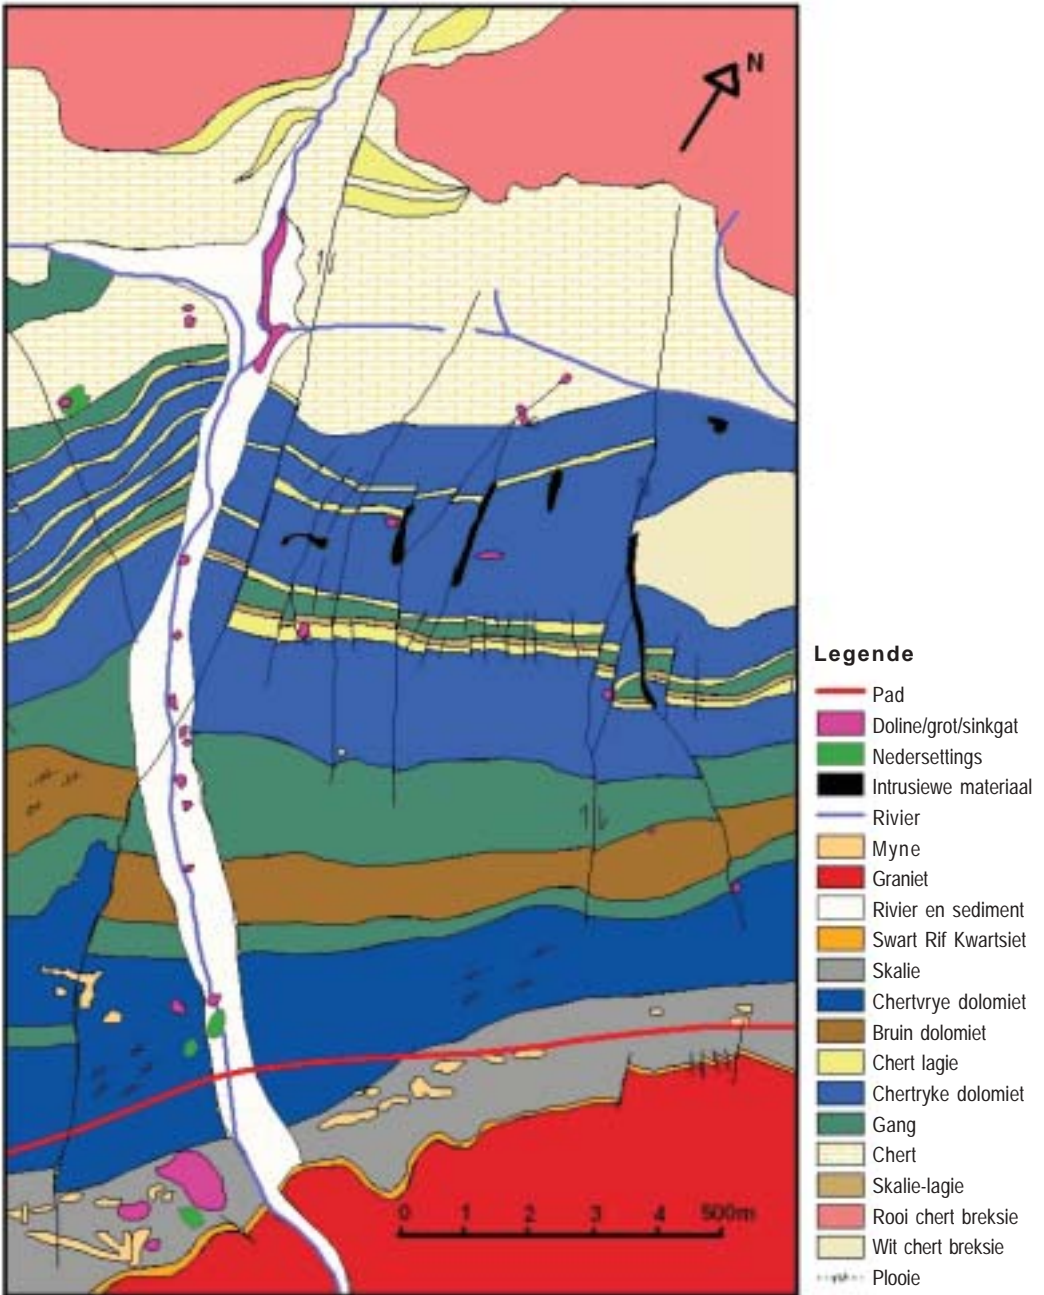 N
Legende
Pad
Doline/grot/sinkgat
Nedersettings
Intrusiewe materiaal
Rivier
Myne
Graniet
Rivier en sediment
Swart Rif Kwartsiet
Skalie
Chertvrye dolomiet
Bruin dolomiet
Chert lagie
Chertryke dolomiet
Gang
Chert
Skalie-lagie
Rooi chert breksie
Wit chert breksie
Plooie
0 1 2 3 4 500m